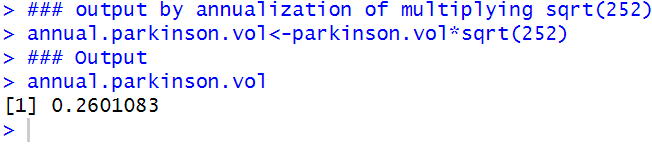 > ### output by annualization of multiplying sqrt(252)
> annual.parkinson.vol<-parkinson.vol*sqrt(252)
> ### Output
> annual.parkinson.vol
[1] 0.2601083
>